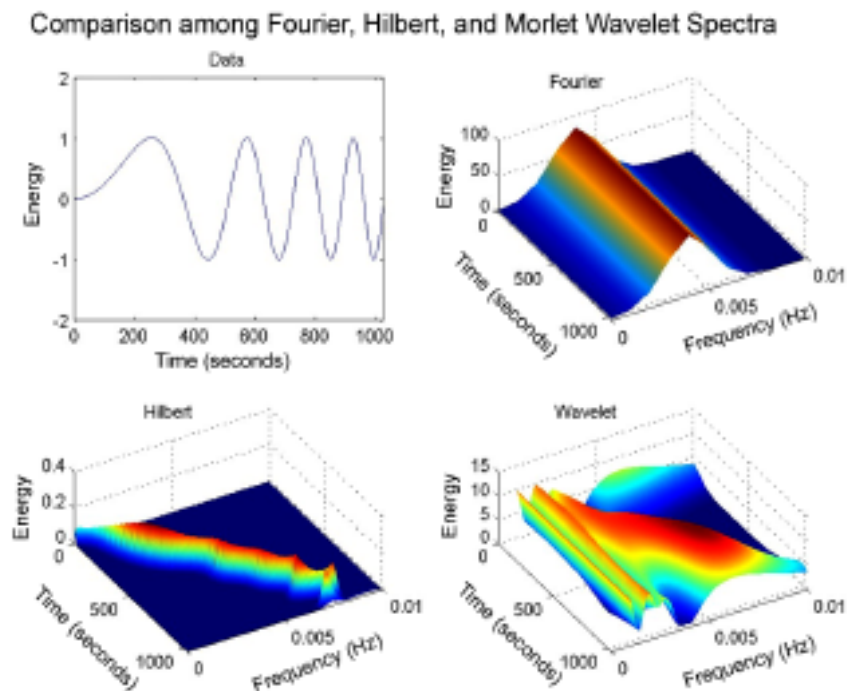 Comparison among Fourier, Hilbert, and Morlet Wavelet Spectra
Data
2
1
0
-1
-2
Energy
0 200 400 600 800 1000
Time (seconds)
Fourier
100
50
0
Energy
0
500
1000
Time (seconds)
0
0.005
0.01
Frequency (Hz)
Hilbert
0.4
0.2
0
Energy
0
500
1000
Time (seconds)
0
0.005
0.01
Frequency (Hz)
Wavelet
15
10
5
0
Energy
0
500
1000
Time (seconds)
0
0.005
0.01
Frequency (Hz)